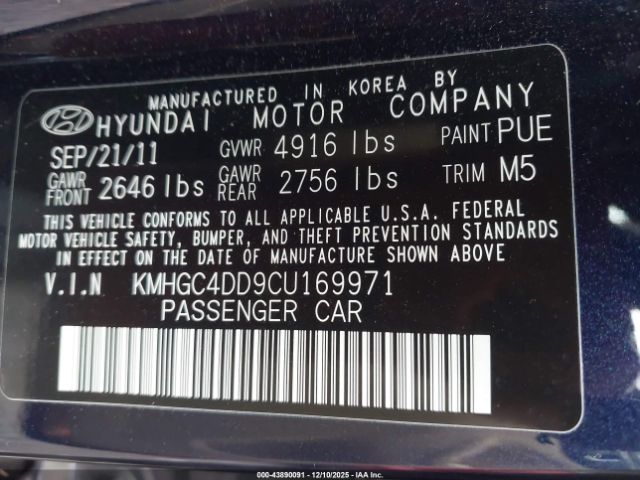 MANUFACTURED IN KOREA BY
HYUNDAI MOTOR COMPANY
SEP/21/11 GVWR 4916 lbs PAINT PUE
GAWR FRONT 2646 lbs GAWR REAR 2756 lbs TRIM M5
THIS VEHICLE CONFORMS TO ALL APPLICABLE U.S.A. FEDERAL
MOTOR VEHICLE SAFETY, BUMPER, AND THEFT PREVENTION STANDARDS
IN EFFECT ON THE DATE OF MANUFACTURE SHOWN ABOVE.
V.I.N KMHGC4DD9CU169971
PASSENGER CAR
000-43890091 - 12/10/2025 - IAA Inc.